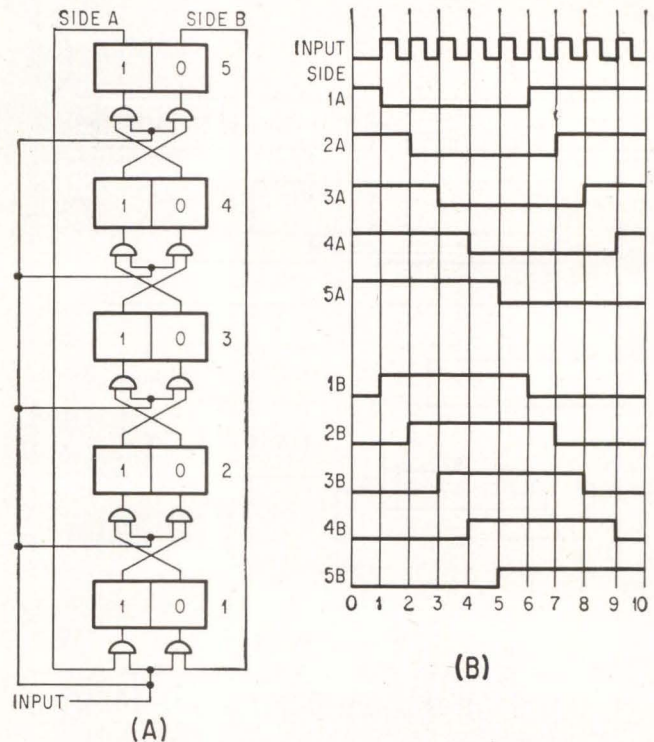 SIDE A SIDE B
1 0 5
1 0 4
1 0 3
1 0 2
1 0 1
INPUT
(A)
INPUT
SIDE
1A
2A
3A
4A
5A
1B
2B
3B
4B
5B
0 1 2 3 4 5 6 7 8 9 10
(B)